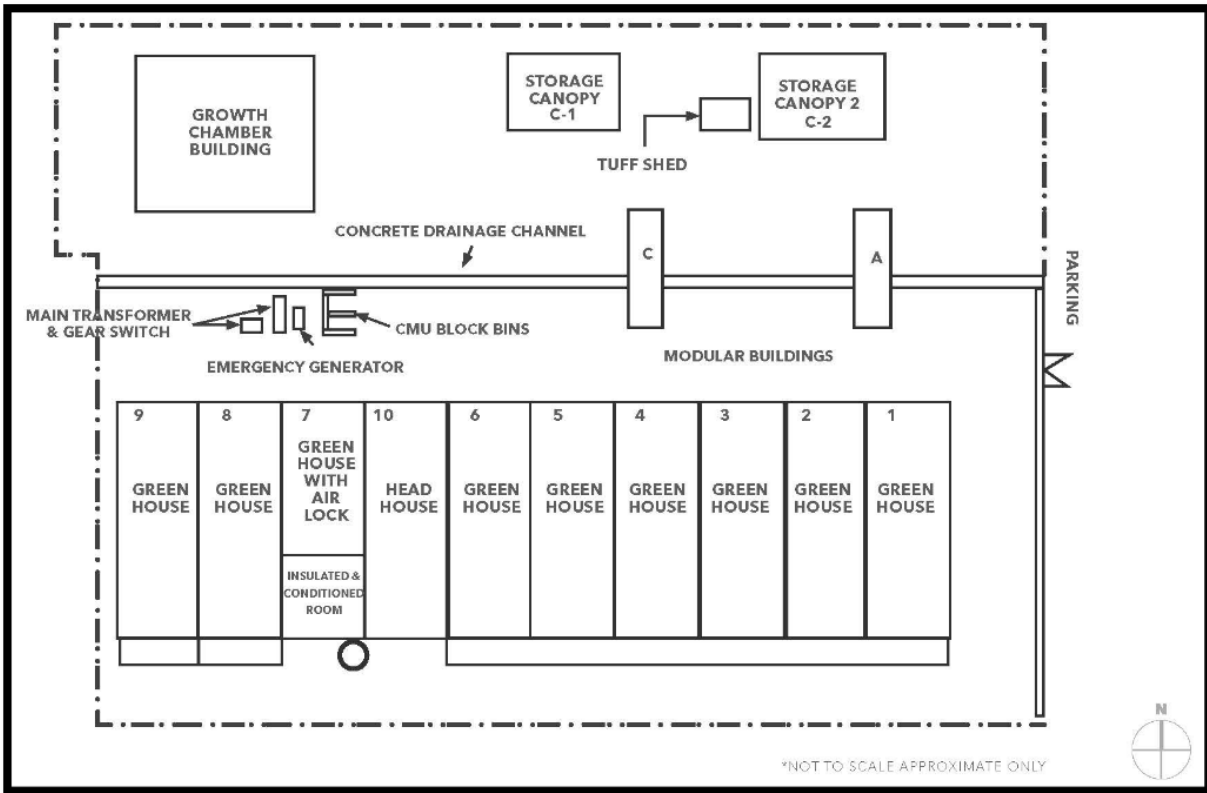 GROWTH
CHAMBER
BUILDING
STORAGE
CANOPY
C-1
STORAGE
CANOPY 2
C-2
TUFF SHED
CONCRETE DRAINAGE CHANNEL
C
A
PARKING
MAIN TRANSFORMER
& GEAR SWITCH
CMU BLOCK BINS
EMERGENCY GENERATOR
MODULAR BUILDINGS
9
GREEN
HOUSE
8
GREEN
HOUSE
7
GREEN
HOUSE
WITH
AIR
LOCK
INSULATED &
CONDITIONED
ROOM
10
HEAD
HOUSE
6
GREEN
HOUSE
5
GREEN
HOUSE
4
GREEN
HOUSE
3
GREEN
HOUSE
2
GREEN
HOUSE
1
GREEN
HOUSE
N
*NOT TO SCALE APPROXIMATE ONLY